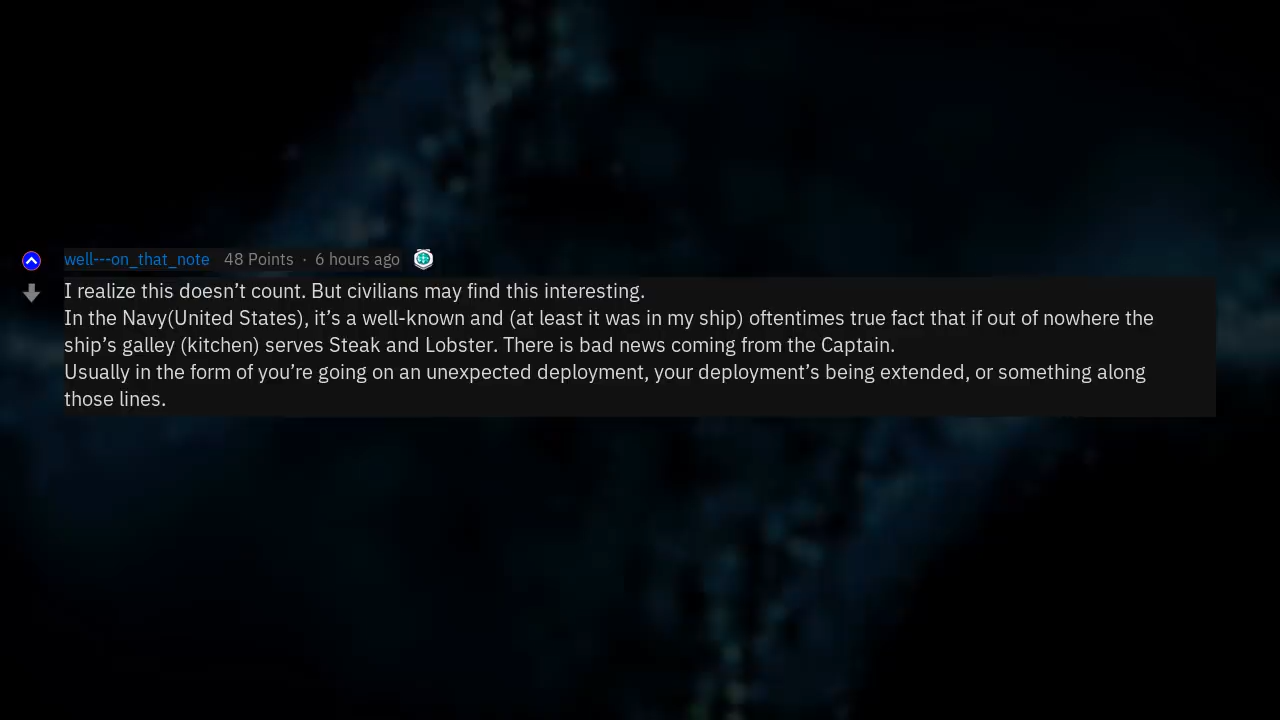 well---on_that_note 48 Points · 6 hours ago
I realize this doesn’t count. But civilians may find this interesting.
In the Navy(United States), it’s a well-known and (at least it was in my ship) oftentimes true fact that if out of nowhere the
ship’s galley (kitchen) serves Steak and Lobster. There is bad news coming from the Captain.
Usually in the form of you’re going on an unexpected deployment, your deployment’s being extended, or something along
those lines.